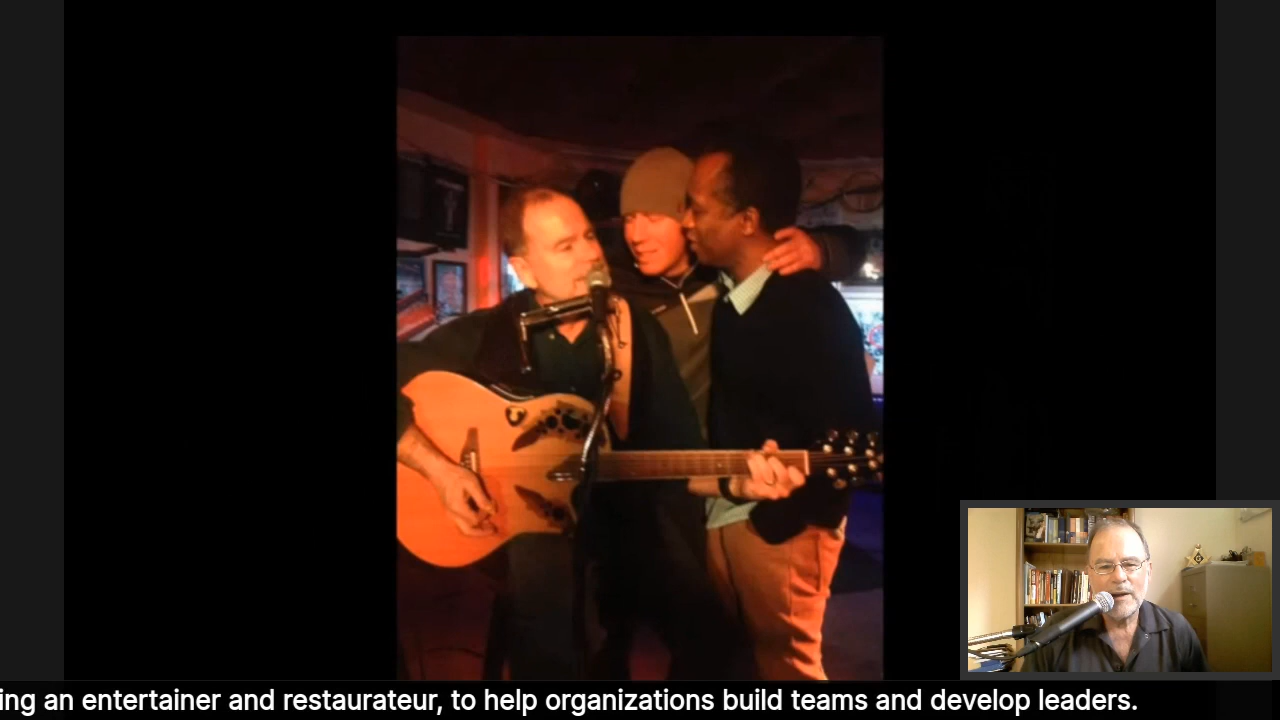 ing an entertainer and restaurateur, to help organizations build teams and develop leaders.